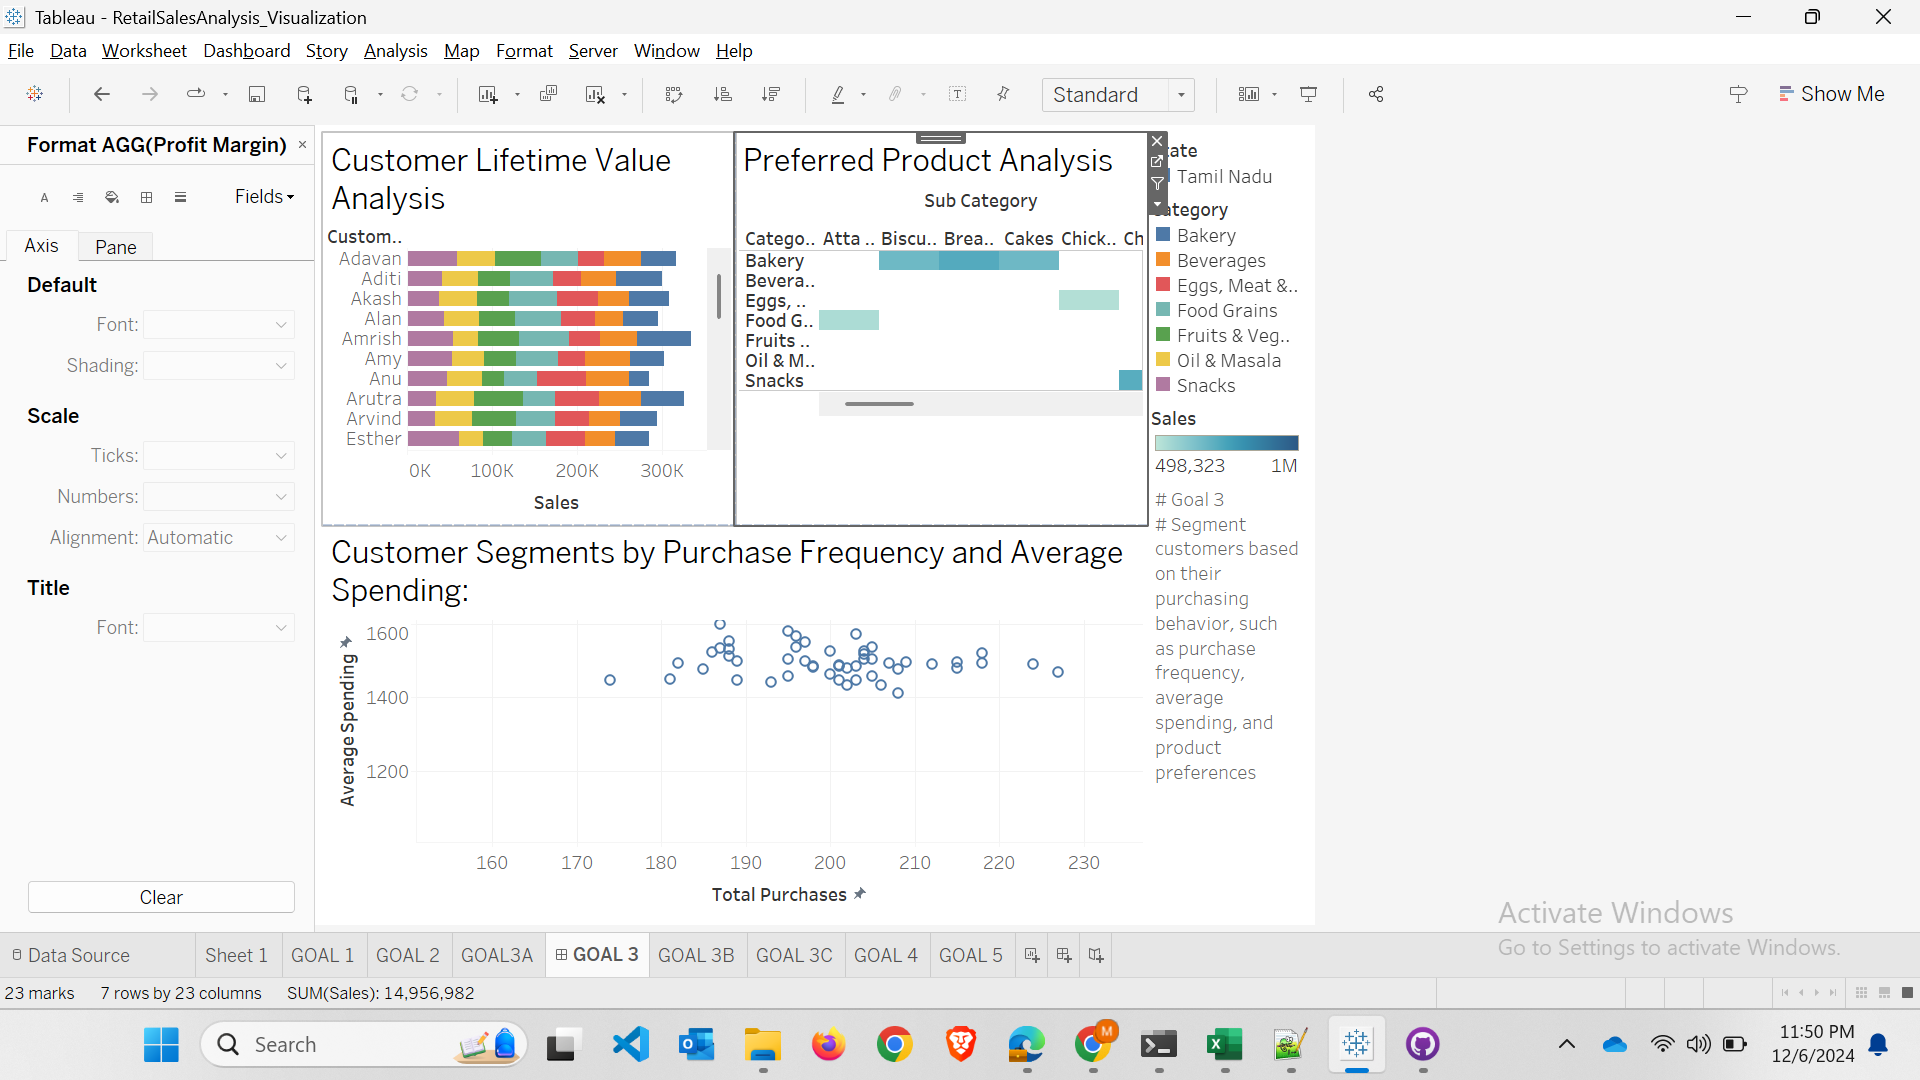 Tableau - RetailSalesAnalysis_Visualization
File Data Worksheet Dashboard Story Analysis Map Format Server Window Help
Standard
Show Me
Format AGG(Profit Margin)
Fields
Axis Pane
Default
Font:
Shading:
Scale
Ticks:
Numbers:
Alignment: Automatic
Title
Font:
Clear
Customer Lifetime Value
Analysis
Custom..
Adavan
Aditi
Akash
Alan
Amrish
Amy
Anu
Arutra
Arvind
Esther
0K 100K 200K 300K
Sales
Preferred Product Analysis
Sub Category
Catego.. Atta .. Biscu.. Brea.. Cakes Chick.. Ch
Bakery
Bevera..
Eggs, ..
Food G..
Fruits ..
Oil & M..
Snacks
Customer Segments by Purchase Frequency and Average
Spending:
Average Spending
1600
1400
1200
160 170 180 190 200 210 220 230
Total Purchases
tate
Tamil Nadu
ategory
Bakery
Beverages
Eggs, Meat &..
Food Grains
Fruits & Veg..
Oil & Masala
Snacks
Sales
498,323 1M
# Goal 3
# Segment
customers based
on their
purchasing
behavior, such
as purchase
frequency,
average
spending, and
product
preferences
Activate Windows
Go to Settings to activate Windows.
Data Source Sheet 1 GOAL 1 GOAL 2 GOAL3A GOAL 3 GOAL 3B GOAL 3C GOAL 4 GOAL 5
23 marks 7 rows by 23 columns SUM(Sales): 14,956,982
Search
M
11:50 PM
12/6/2024